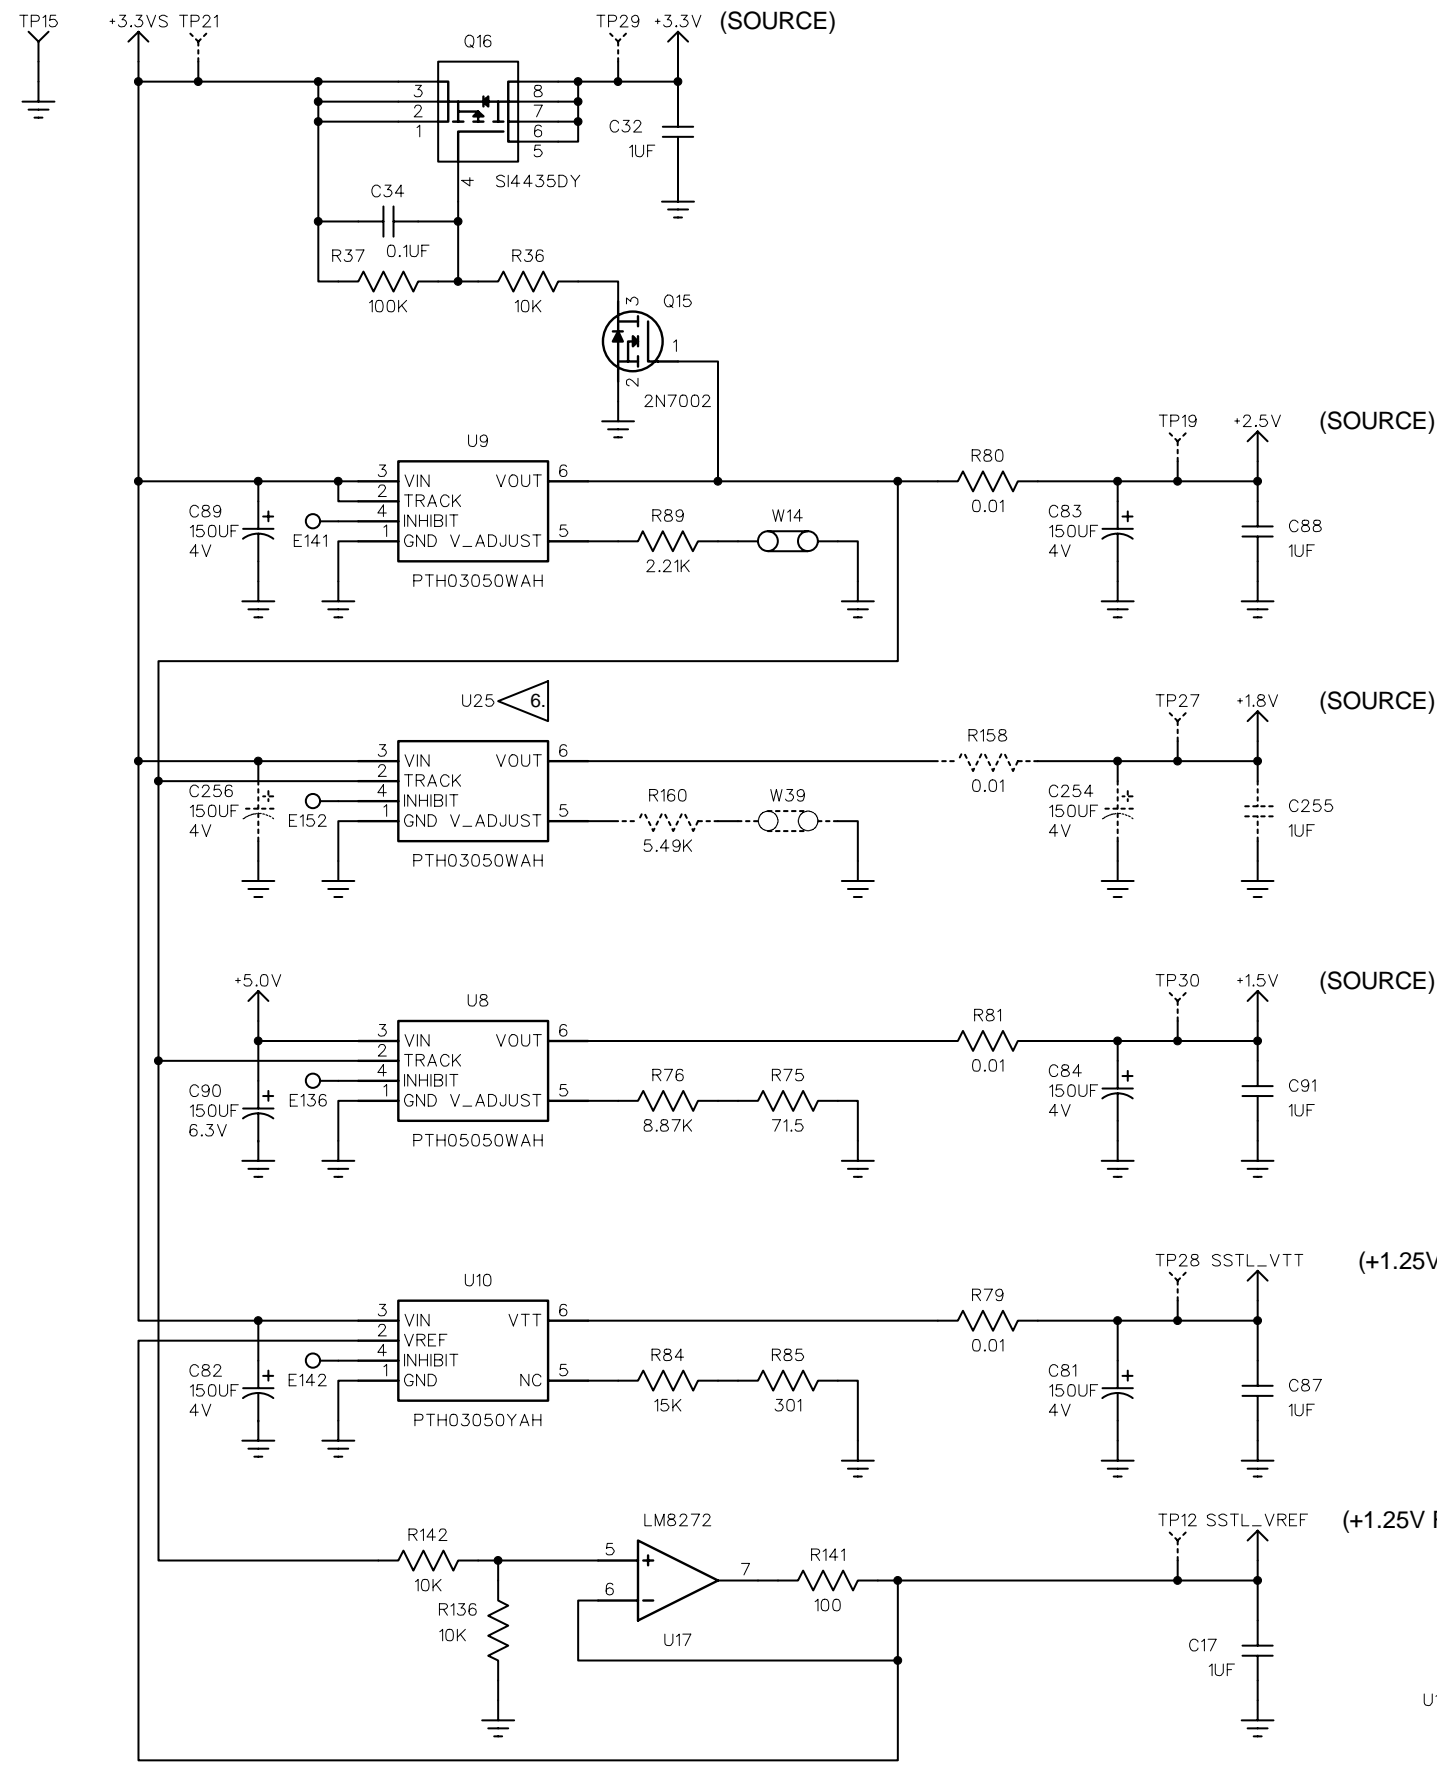 TP15 +3.3VS TP21 TP29 +3.3V (SOURCE)
Q16
3 8
2 7
1 6
5
4
SI4435DY
C32
1UF
C34
0.1UF
R37
100K
R36
10K
3
Q15
1
2
2N7002
TP19 +2.5V (SOURCE)
U9
3 VIN VOUT 6
2 TRACK
4 INHIBIT
1 GND V_ADJUST 5
PTH03050WAH
C89
150UF
4V
+
E141
R89
2.21K
W14
R80
0.01
C83
150UF
4V
+
C88
1UF
U25 6.
TP27 +1.8V (SOURCE)
3 VIN VOUT 6
2 TRACK
4 INHIBIT
1 GND V_ADJUST 5
PTH03050WAH
C256
150UF
4V
+
E152
R160
5.49K
W39
R158
0.01
C254
150UF
4V
+
C255
1UF
+5.0V
U8
TP30 +1.5V (SOURCE)
3 VIN VOUT 6
2 TRACK
4 INHIBIT
1 GND V_ADJUST 5
PTH05050WAH
C90
150UF
6.3V
+
E136
R76
8.87K
R75
71.5
R81
0.01
C84
150UF
4V
+
C91
1UF
TP28 SSTL_VTT (+1.25V
U10
3 VIN VTT 6
2 VREF
4 INHIBIT
1 GND NC 5
PTH03050YAH
C82
150UF
4V
+
E142
R84
15K
R85
301
R79
0.01
C81
150UF
4V
+
C87
1UF
TP12 SSTL_VREF (+1.25V
LM8272
R142
10K
R136
10K
5 +
6 −
7
U17
R141
100
C17
1UF